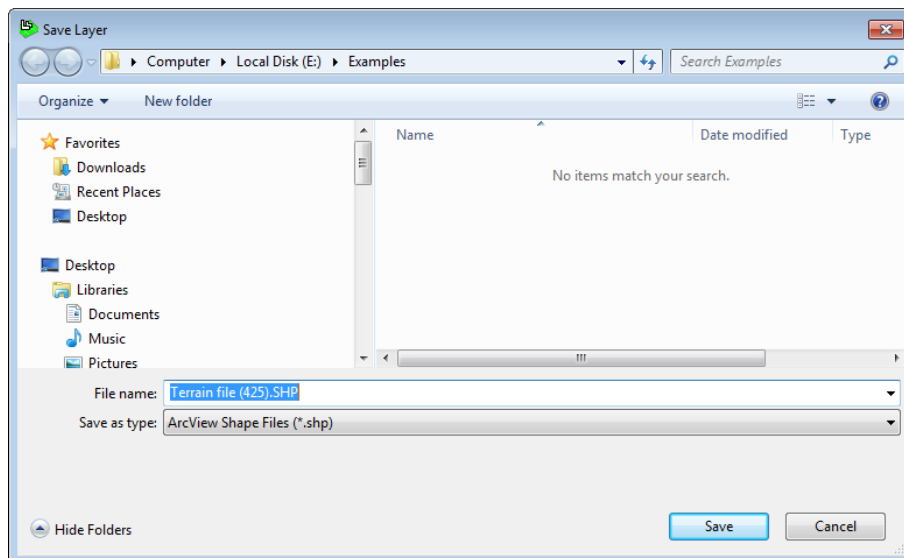 Save Layer
Computer Local Disk (E:) Examples Search Examples
Organize New folder
Name Date modified Type
No items match your search.
Favorites
Downloads
Recent Places
Desktop
Desktop
Libraries
Documents
Music
Pictures
File name: Terrain file (425).SHP
Save as type: ArcView Shape Files (*.shp)
Hide Folders Save Cancel